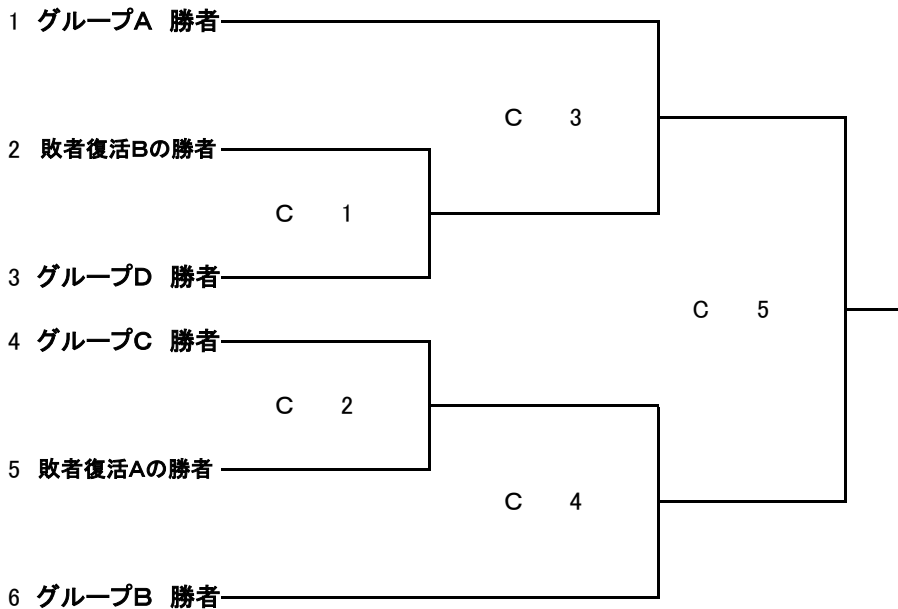 1 グループA 勝者
C 3
2 敗者復活Bの勝者
C 1
3 グループD 勝者
C 5
4 グループC 勝者
C 2
5 敗者復活Aの勝者
C 4
6 グループB 勝者